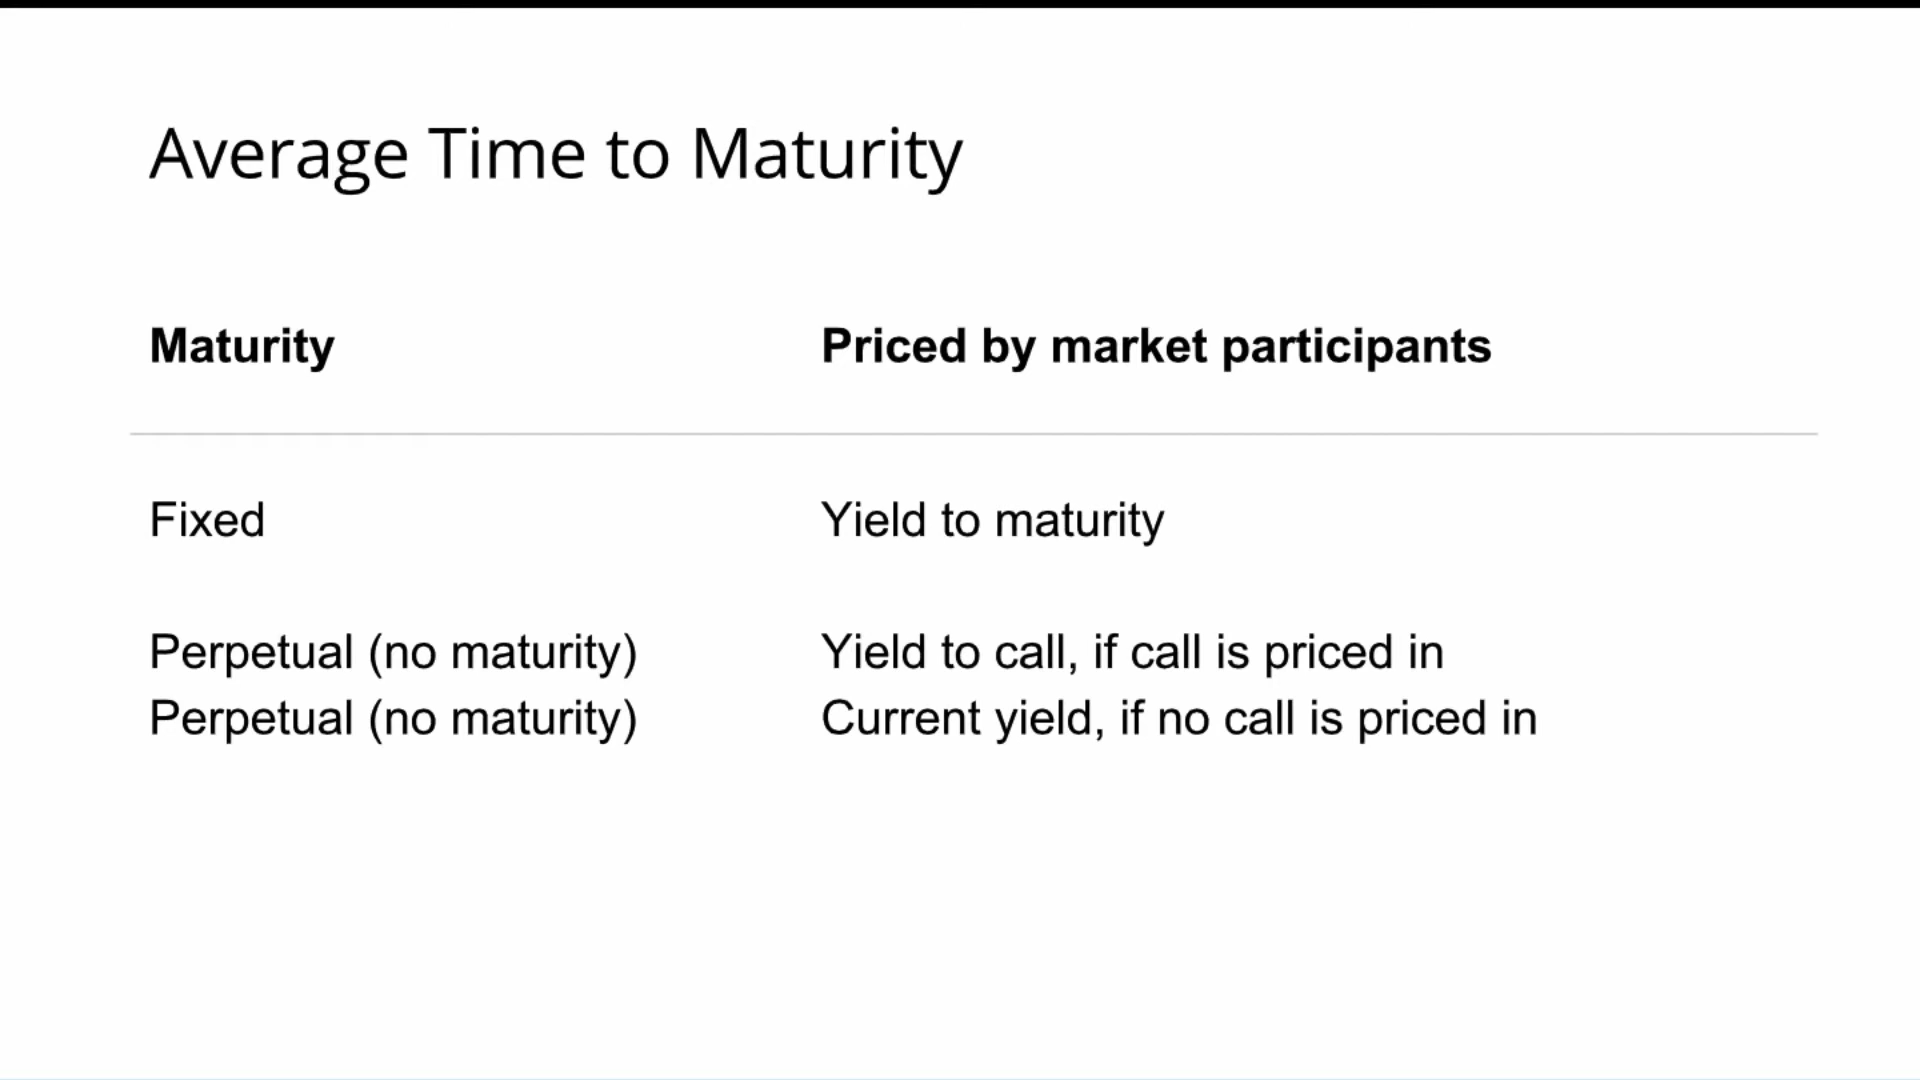 Average Time to Maturity
Maturity
Priced by market participants
Fixed
Yield to maturity
Perpetual (no maturity)
Yield to call, if call is priced in
Perpetual (no maturity)
Current yield, if no call is priced in